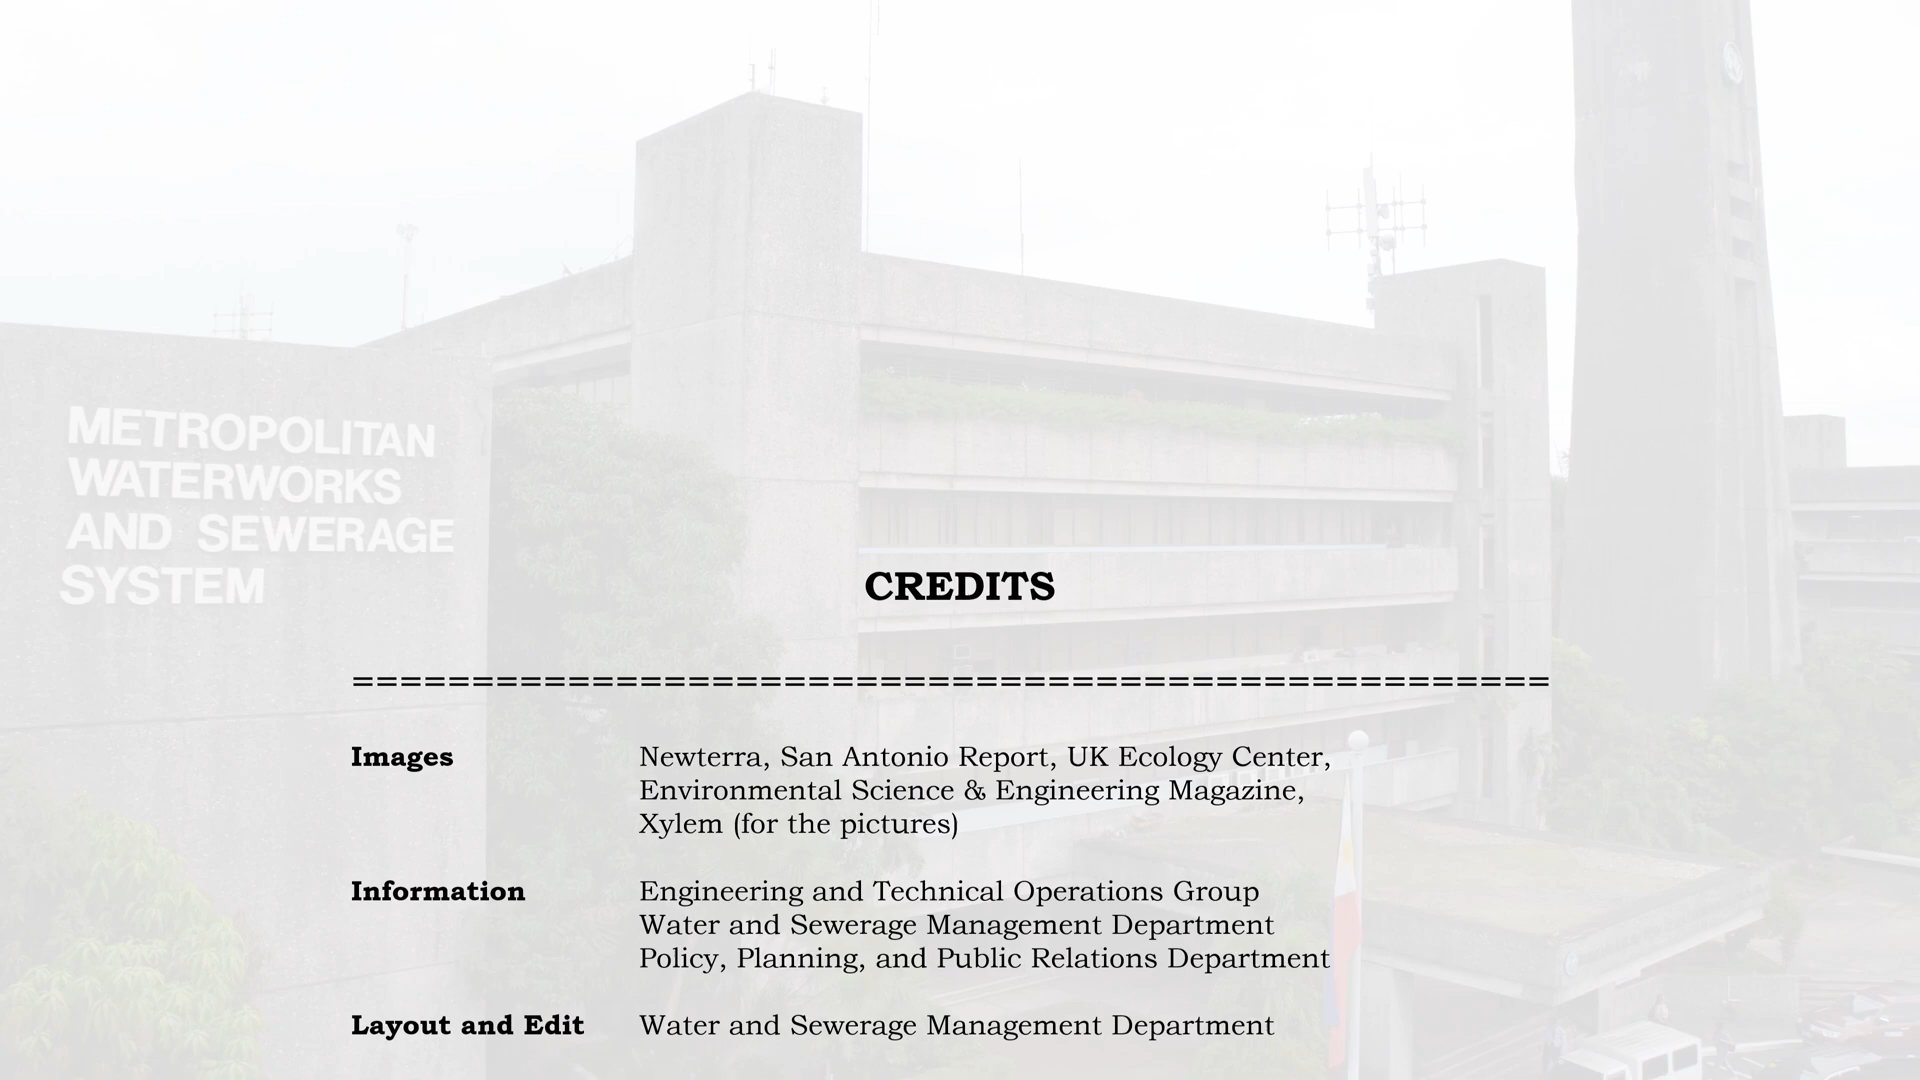 METROPOLITAN
WATERWORKS
AND SEWERAGE
SYSTEM
CREDITS
==================================================
Images Newterra, San Antonio Report, UK Ecology Center,
Environmental Science & Engineering Magazine,
Xylem (for the pictures)
Information Engineering and Technical Operations Group
Water and Sewerage Management Department
Policy, Planning, and Public Relations Department
Layout and Edit Water and Sewerage Management Department